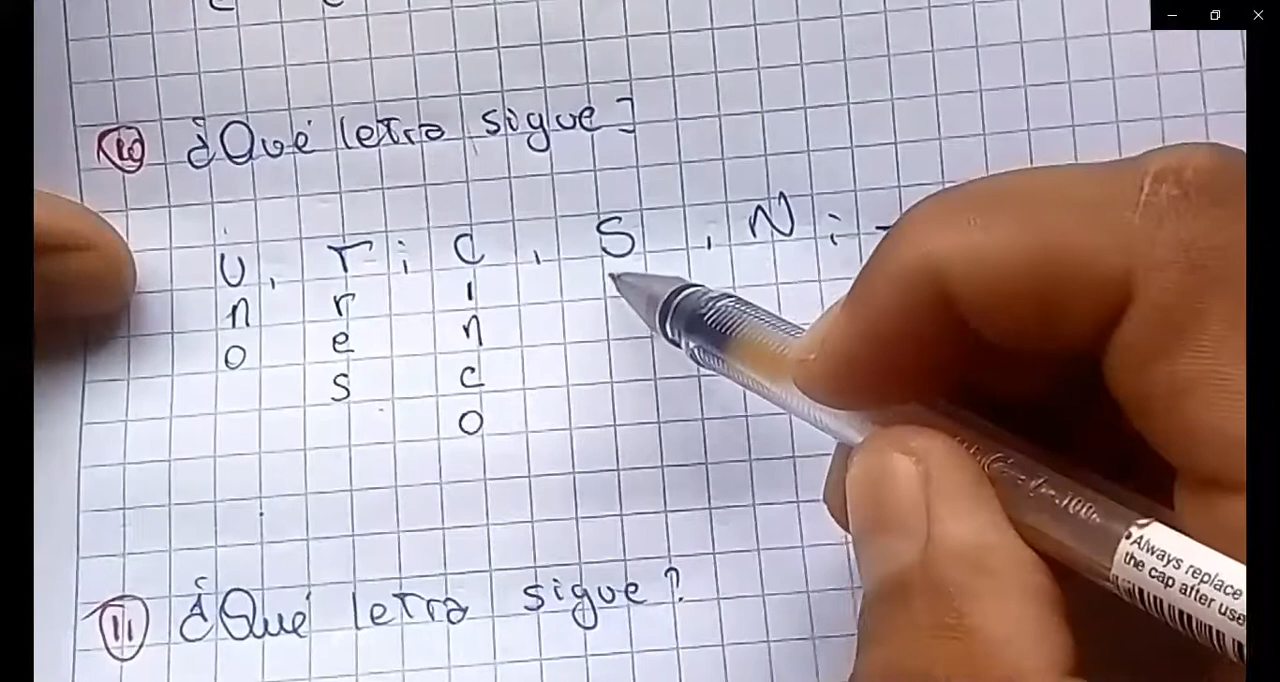 10 ¿Qué letra sigue?
U, T, C, S, N,
n r i
o e n
s c
o
11 ¿Qué letra sigue?
Always replace
the cap after use